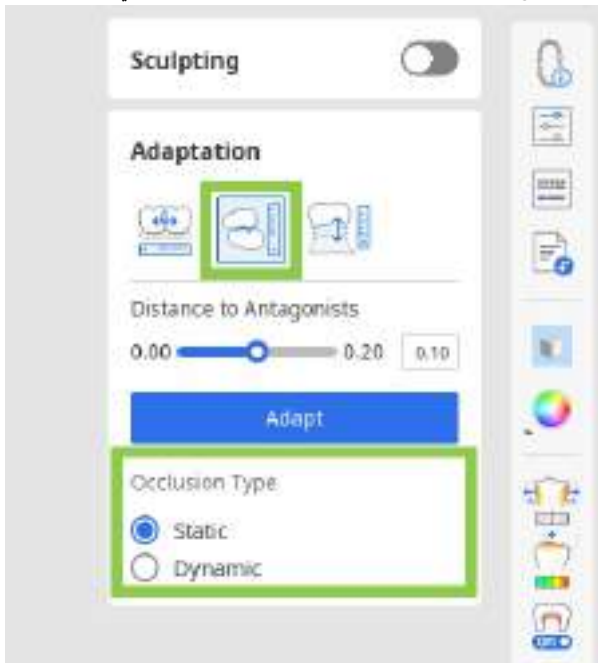 Sculpting
Adaptation
Distance to Antagonists
0.00 0.20 0.10
Adapt
Occlusion Type
Static
Dynamic